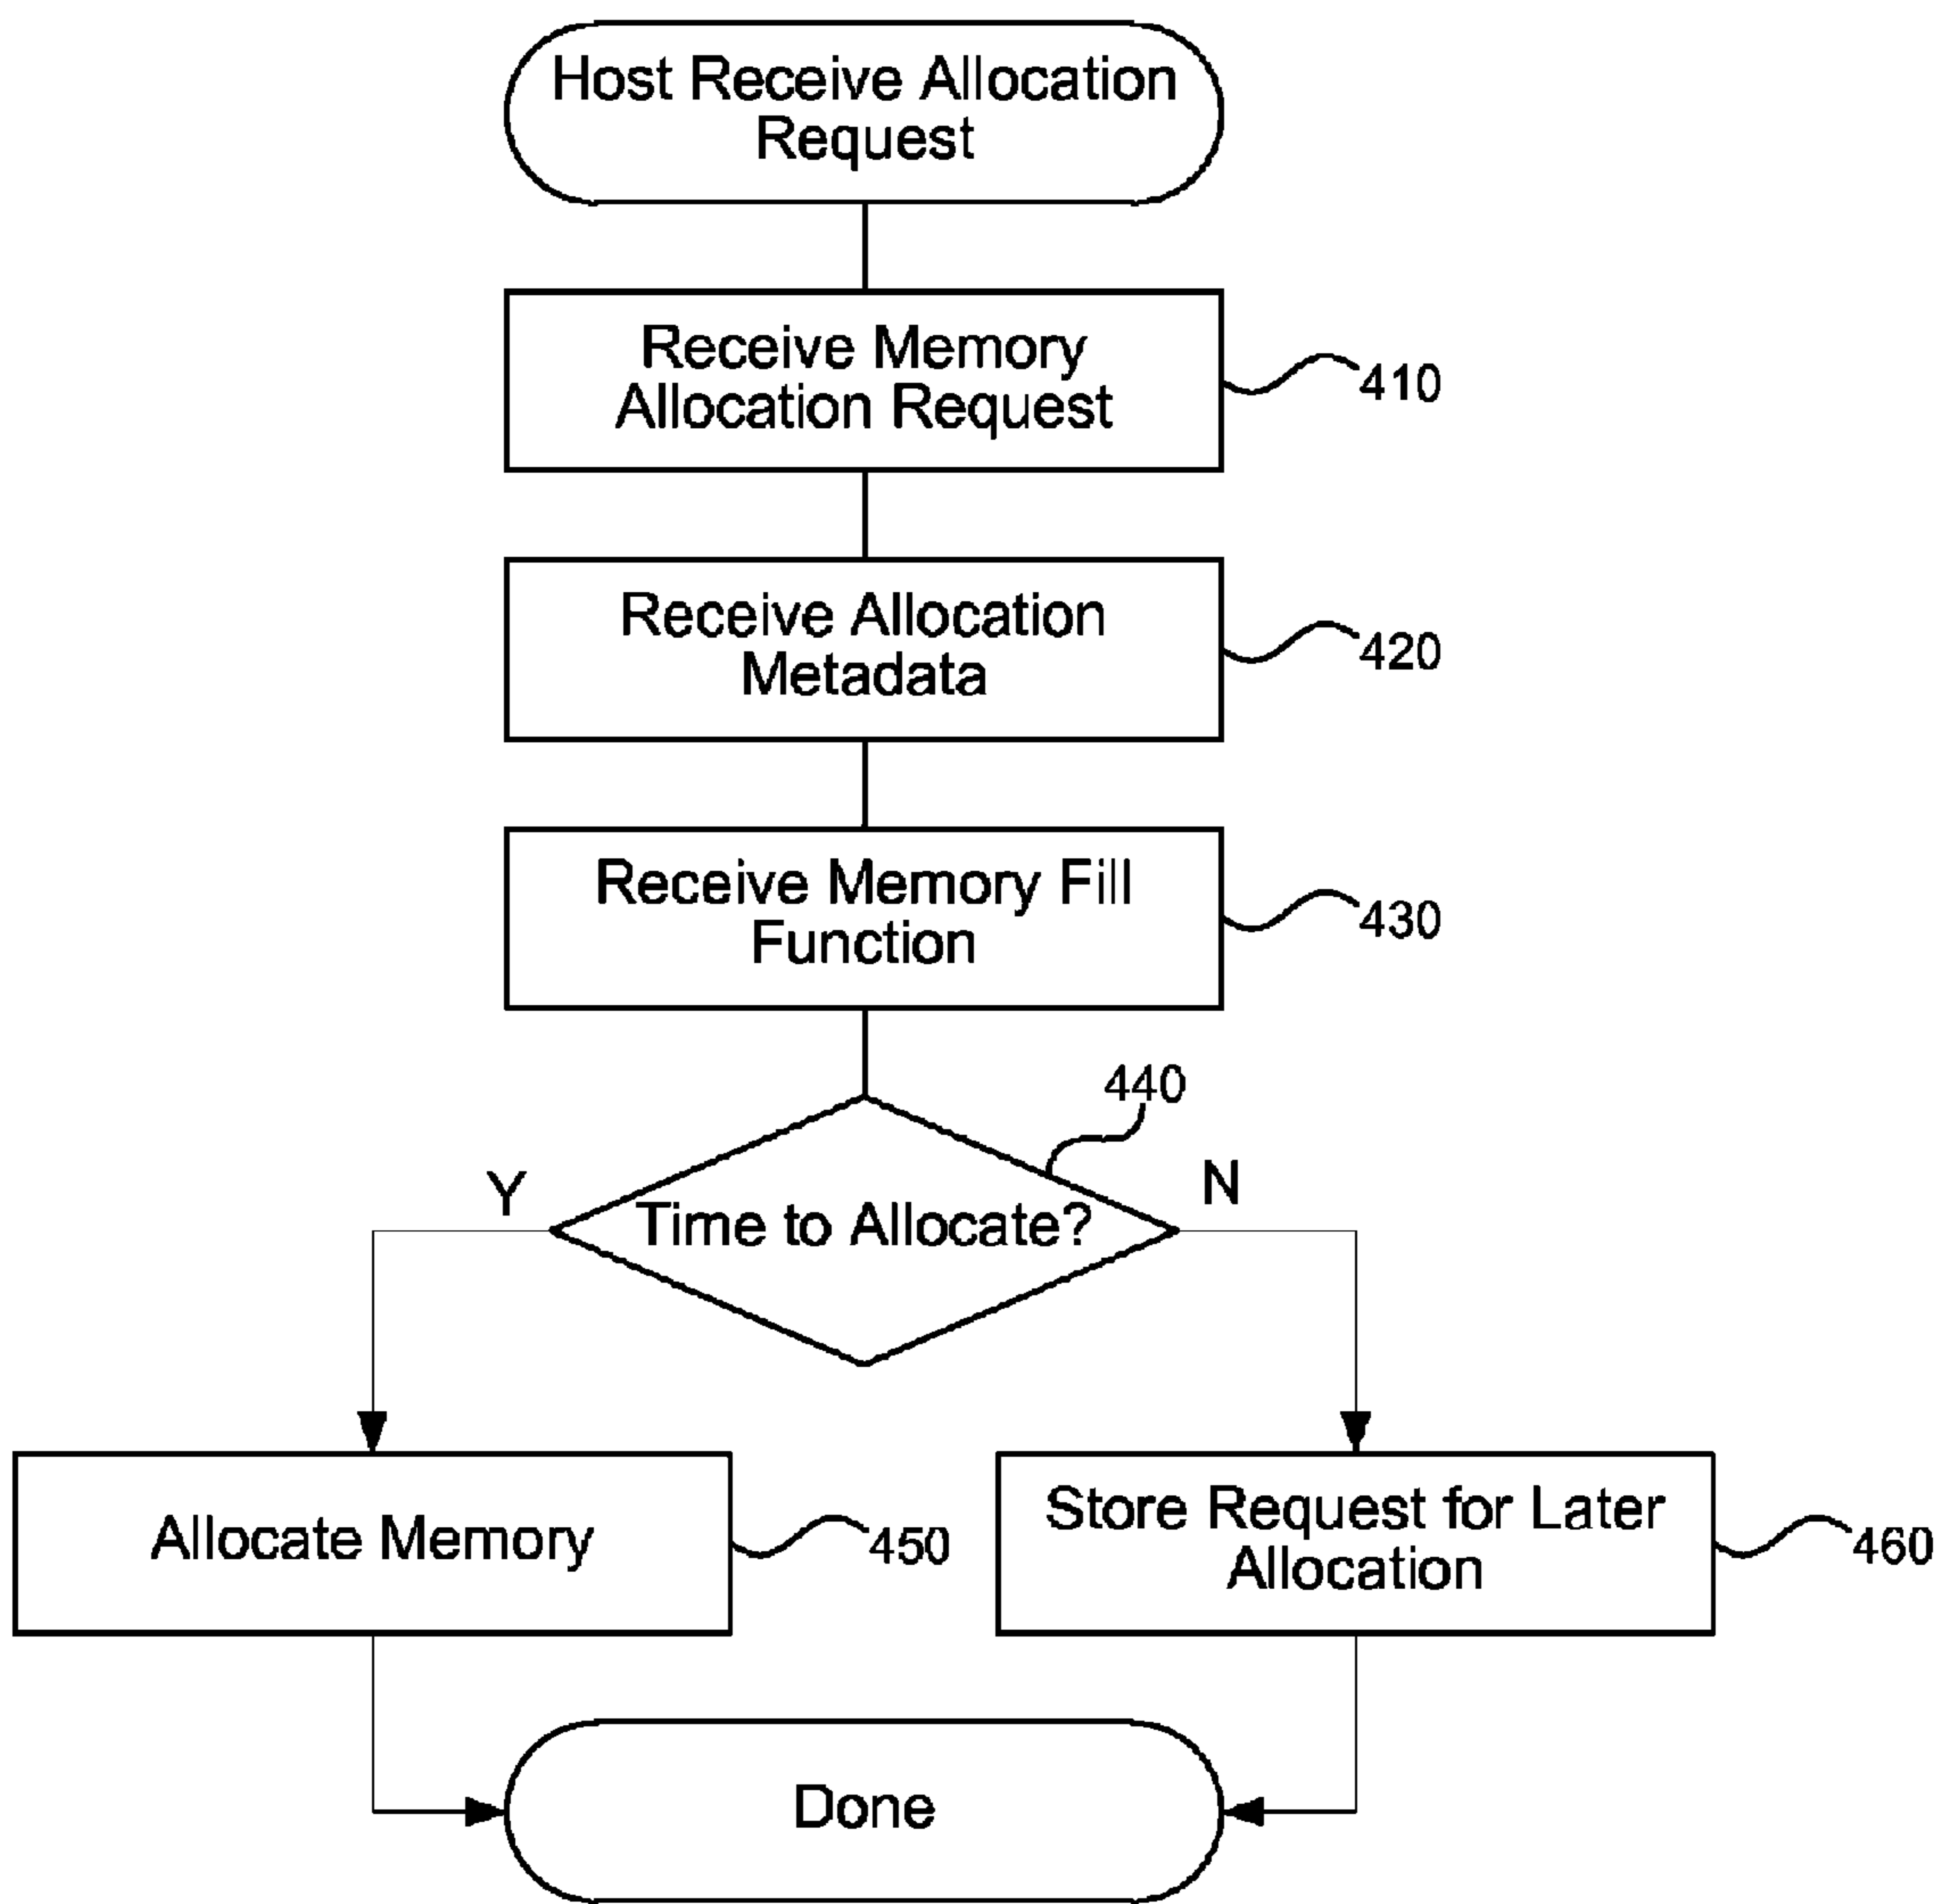 Host Receive Allocation
Request
Receive Memory
Allocation Request
410
Receive Allocation
Metadata
420
Receive Memory Fill
Function
430
440
Y
N
Time to Allocate?
Allocate Memory
450
Store Request for Later
Allocation
460
Done